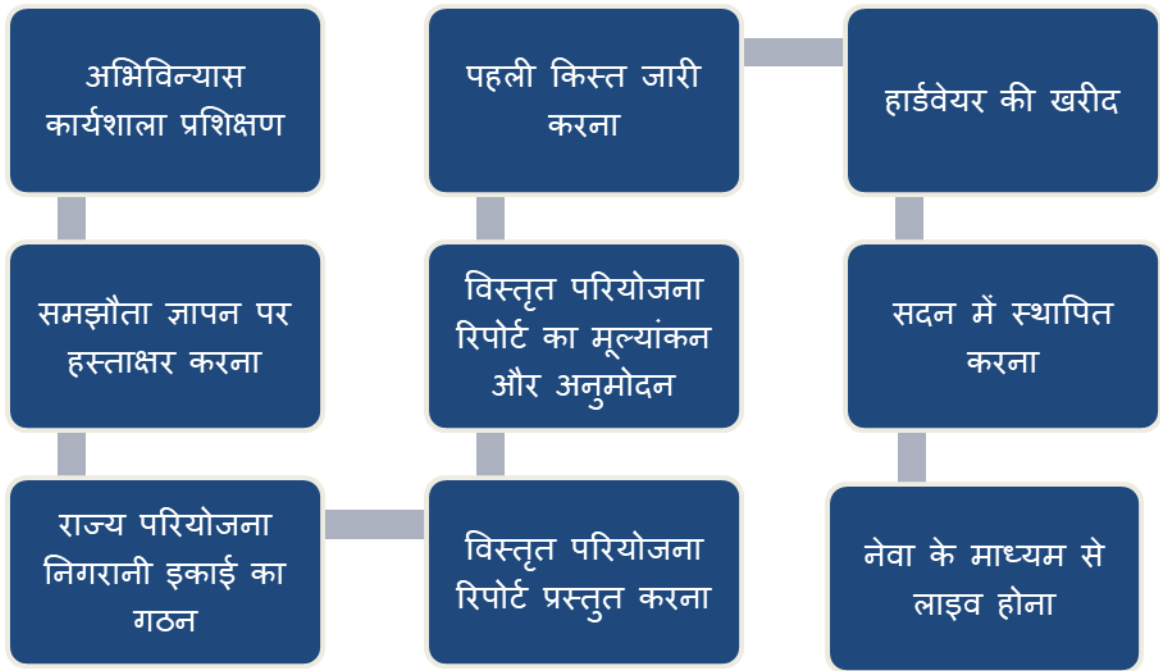 अभिविन्यास
कार्यशाला प्रशिक्षण
समझौता ज्ञापन पर
हस्ताक्षर करना
राज्य परियोजना
निगरानी इकाई का
गठन
विस्तृत परियोजना
रिपोर्ट प्रस्तुत करना
विस्तृत परियोजना
रिपोर्ट का मूल्यांकन
और अनुमोदन
पहली किस्त जारी
करना
हार्डवेयर की खरीद
सदन में स्थापित
करना
नेवा के माध्यम से
लाइव होना